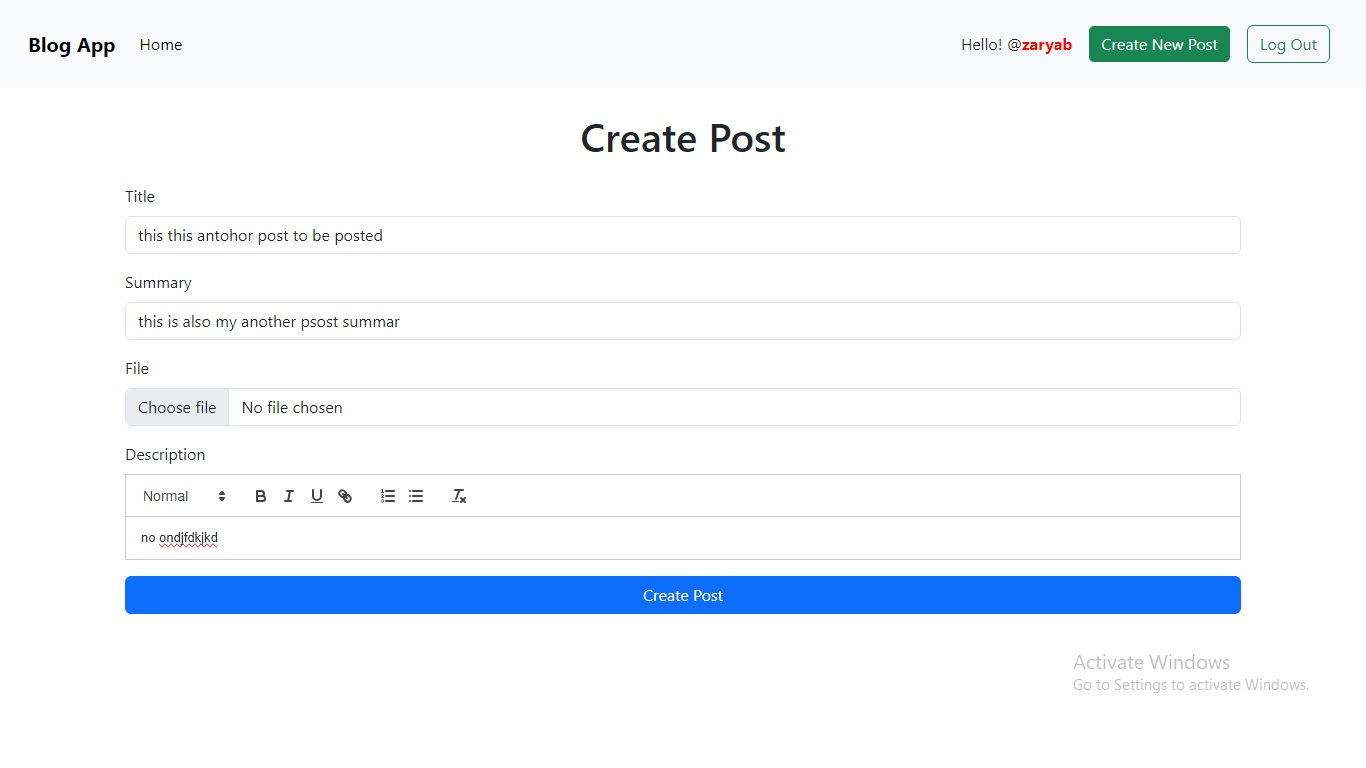 Blog App Home Hello! @zaryab Create New Post Log Out
Create Post
Title
this this antohor post to be posted
Summary
this is also my another psost summar
File
Choose file No file chosen
Description
Normal B I U
no ondjfdkjkd
Create Post
Activate Windows
Go to Settings to activate Windows.